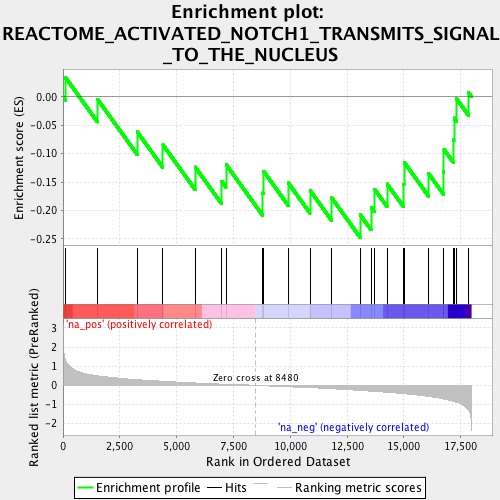 Enrichment plot:
REACTOME_ACTIVATED_NOTCH1_TRANSMITS_SIGNAL
_TO_THE_NUCLEUS
Enrichment score (ES)
0.00
-0.05
-0.10
-0.15
-0.20
-0.25
'na_pos' (positively correlated)
Ranked list metric (PreRanked)
3
2
1
0
-1
-2
Zero cross at 8480
'na_neg' (negatively correlated)
0 2,500 5,000 7,500 10,000 12,500 15,000 17,500
Rank in Ordered Dataset
Enrichment profile Hits Ranking metric scores